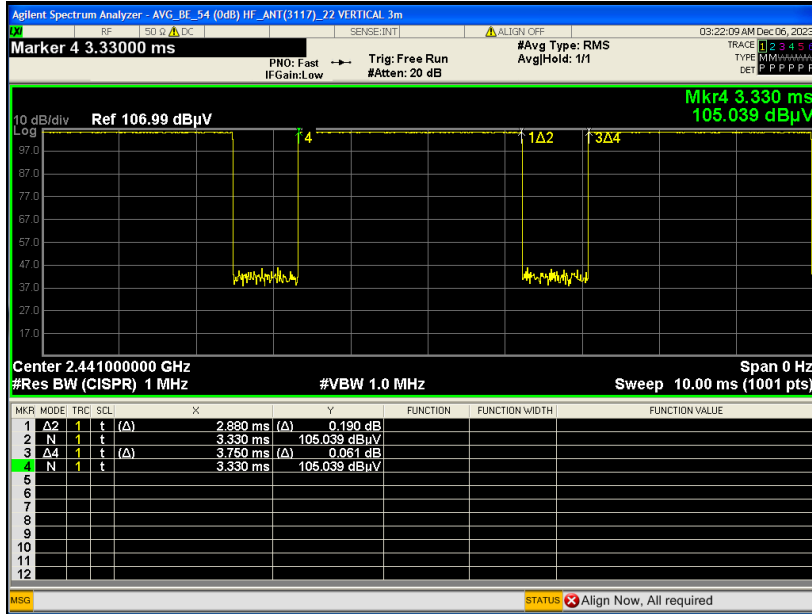 Agilent Spectrum Analyzer - AVG_BE_54 (0dB) HF_ANT(3117)_22 VERTICAL 3m
LXI RF 50 Ω DC SENSE:INT ALIGN OFF 03:22:09 AM Dec 06, 2023
Marker 4 3.33000 ms
PNO: Fast
IFGain:Low
Trig: Free Run
#Atten: 20 dB
#Avg Type: RMS
Avg|Hold: 1/1
TRACE 1 2 3 4 5 6
TYPE MMWWWW
DET P P P P P P
Mkr4 3.330 ms
105.039 dBµV
10 dB/div Ref 106.99 dBµV
Log
4
1Δ2
3Δ4
97.0
87.0
77.0
67.0
57.0
47.0
37.0
27.0
17.0
Center 2.441000000 GHz Span 0 Hz
#Res BW (CISPR) 1 MHz #VBW 1.0 MHz Sweep 10.00 ms (1001 pts)
MKR MODE TRC SCL X Y FUNCTION FUNCTION WIDTH FUNCTION VALUE
1 Δ2 1 t (Δ) 2.880 ms (Δ) 0.190 dB
2 N 1 t 3.330 ms 105.039 dBµV
3 Δ4 1 t (Δ) 3.750 ms (Δ) 0.061 dB
4 N 1 t 3.330 ms 105.039 dBµV
5
6
7
8
9
10
11
12
MSG STATUS Align Now, All required